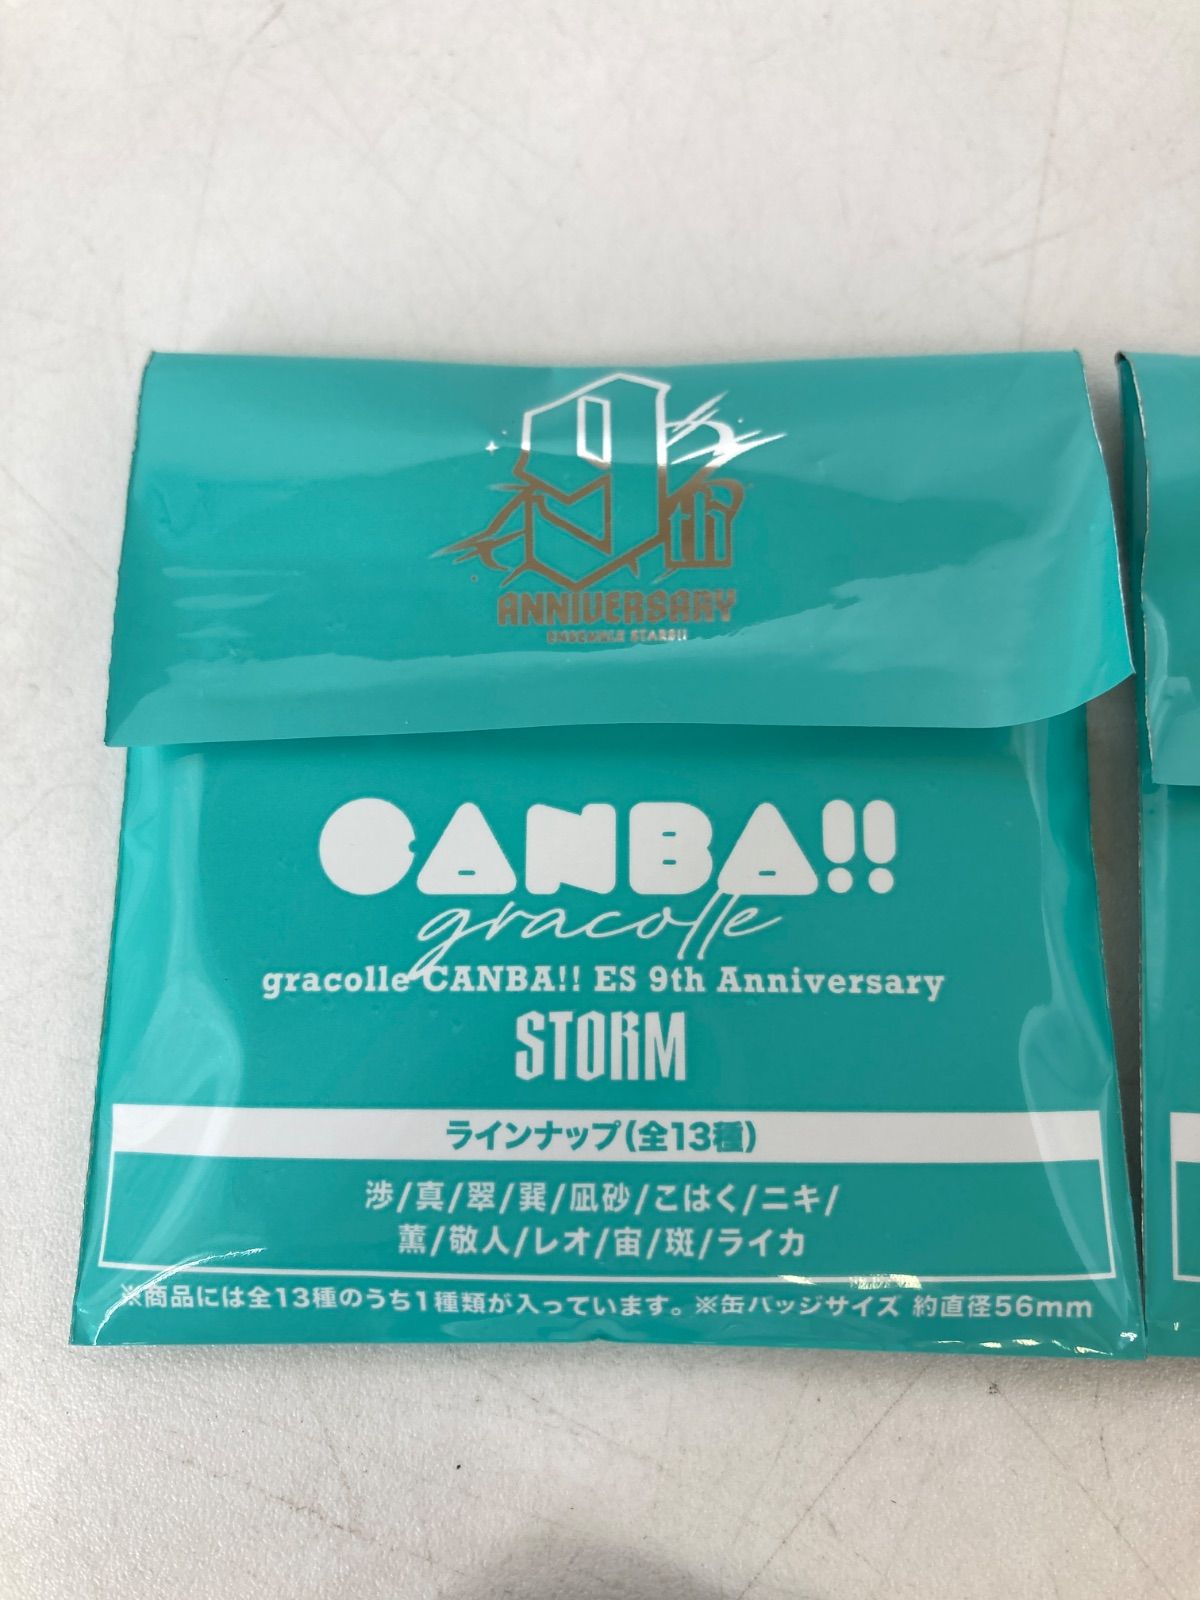 9th
ANNIVERSARY
ENSEMBLE STARS!!
CANBA!!
gracolle
gracolle CANBA!! ES 9th Anniversary
STORM
ラインナップ(全13種)
渉/真/翠/巽/凪砂/こはく/ニキ/
薫/敬人/レオ/宙/斑/ライカ
※商品には全13種のうち1種類が入っています。※缶バッジサイズ 約直径56mm